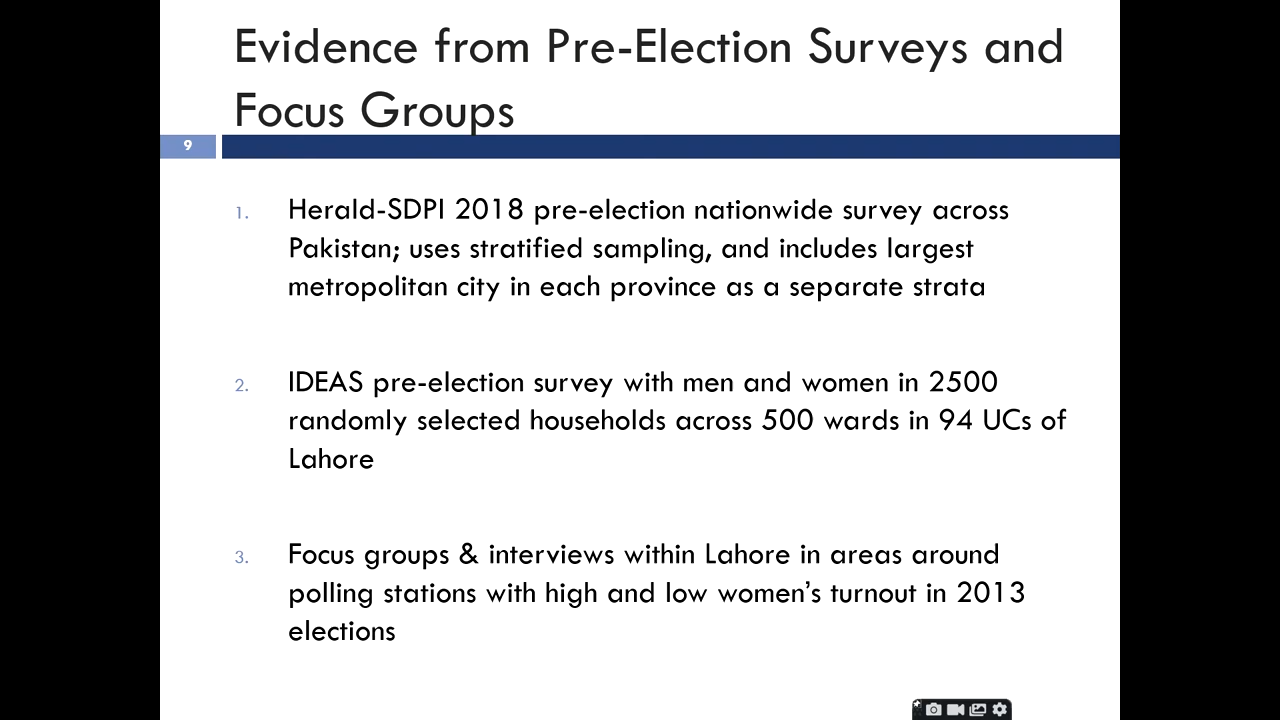 Evidence from Pre-Election Surveys and
Focus Groups
9
1. Herald-SDPI 2018 pre-election nationwide survey across
Pakistan; uses stratified sampling, and includes largest
metropolitan city in each province as a separate strata
2. IDEAS pre-election survey with men and women in 2500
randomly selected households across 500 wards in 94 UCs of
Lahore
3. Focus groups & interviews within Lahore in areas around
polling stations with high and low women’s turnout in 2013
elections